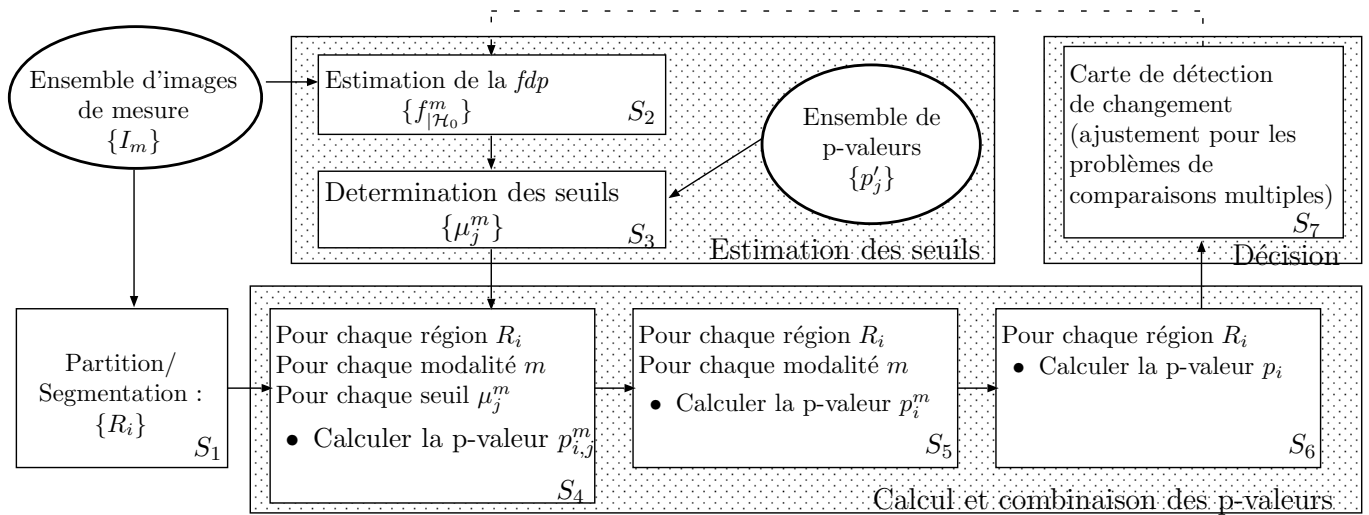 Ensemble d'images
de mesure
{I_m}
Estimation de la fdp
{f^m_{|H_0}}
S_2
Determination des seuils
{μ^m_j}
S_3
Ensemble de
p-valeurs
{p'_j}
Estimation des seuils
Carte de détection
de changement
(ajustement pour les
problèmes de
comparaisons multiples)
S_7
Décision
Partition/
Segmentation :
{R_i}
S_1
Pour chaque région R_i
Pour chaque modalité m
Pour chaque seuil μ^m_j
• Calculer la p-valeur p^m_{i,j}
S_4
Pour chaque région R_i
Pour chaque modalité m
• Calculer la p-valeur p^m_i
S_5
Pour chaque région R_i
• Calculer la p-valeur p_i
S_6
Calcul et combinaison des p-valeurs